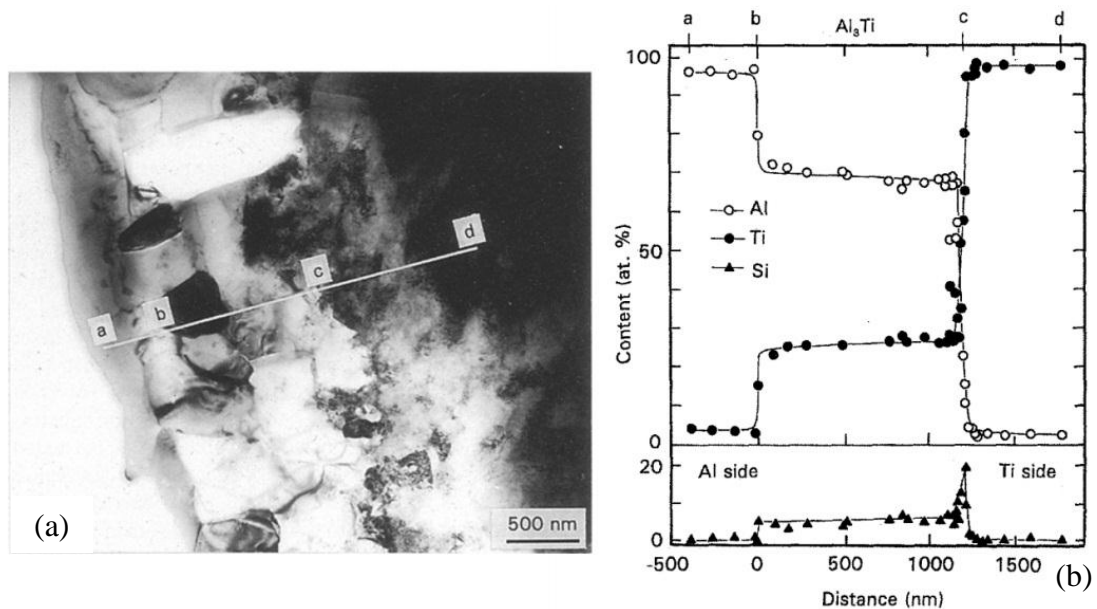 a
b
c
d
500 nm
(a)
a b Al₃Ti c d
100
50
0
20
10
0
Content (at. %)
Al
Ti
Si
Al side Ti side
-500 0 500 1000 1500
Distance (nm)
(b)